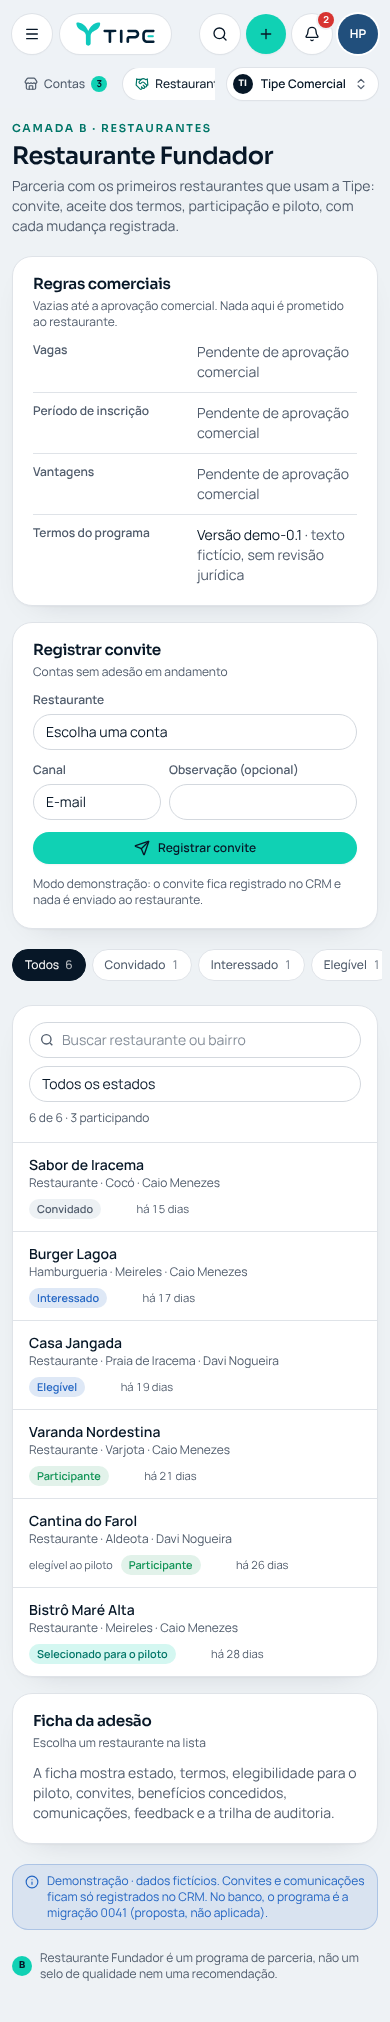 TIPE
2
HP
Contas 3
Restaurant
TI Tipe Comercial
CAMADA B · RESTAURANTES
Restaurante Fundador
Parceria com os primeiros restaurantes que usam a Tipe:
convite, aceite dos termos, participação e piloto, com
cada mudança registrada.
Regras comerciais
Vazias até a aprovação comercial. Nada aqui é prometido
ao restaurante.
Vagas
Pendente de aprovação
comercial
Período de inscrição
Pendente de aprovação
comercial
Vantagens
Pendente de aprovação
comercial
Termos do programa
Versão demo-0.1 · texto
fictício, sem revisão
jurídica
Registrar convite
Contas sem adesão em andamento
Restaurante
Escolha uma conta
Canal
Observação (opcional)
E-mail
Registrar convite
Modo demonstração: o convite fica registrado no CRM e
nada é enviado ao restaurante.
Todos 6
Convidado 1
Interessado 1
Elegível 1
Buscar restaurante ou bairro
Todos os estados
6 de 6 · 3 participando
Sabor de Iracema
Restaurante · Cocó · Caio Menezes
Convidado há 15 dias
Burger Lagoa
Hamburgueria · Meireles · Caio Menezes
Interessado há 17 dias
Casa Jangada
Restaurante · Praia de Iracema · Davi Nogueira
Elegível há 19 dias
Varanda Nordestina
Restaurante · Varjota · Caio Menezes
Participante há 21 dias
Cantina do Farol
Restaurante · Aldeota · Davi Nogueira
elegível ao piloto Participante há 26 dias
Bistrô Maré Alta
Restaurante · Meireles · Caio Menezes
Selecionado para o piloto há 28 dias
Ficha da adesão
Escolha um restaurante na lista
A ficha mostra estado, termos, elegibilidade para o
piloto, convites, benefícios concedidos,
comunicações, feedback e a trilha de auditoria.
Demonstração · dados fictícios. Convites e comunicações
ficam só registrados no CRM. No banco, o programa é a
migração 0041 (proposta, não aplicada).
B
Restaurante Fundador é um programa de parceria, não um
selo de qualidade nem uma recomendação.